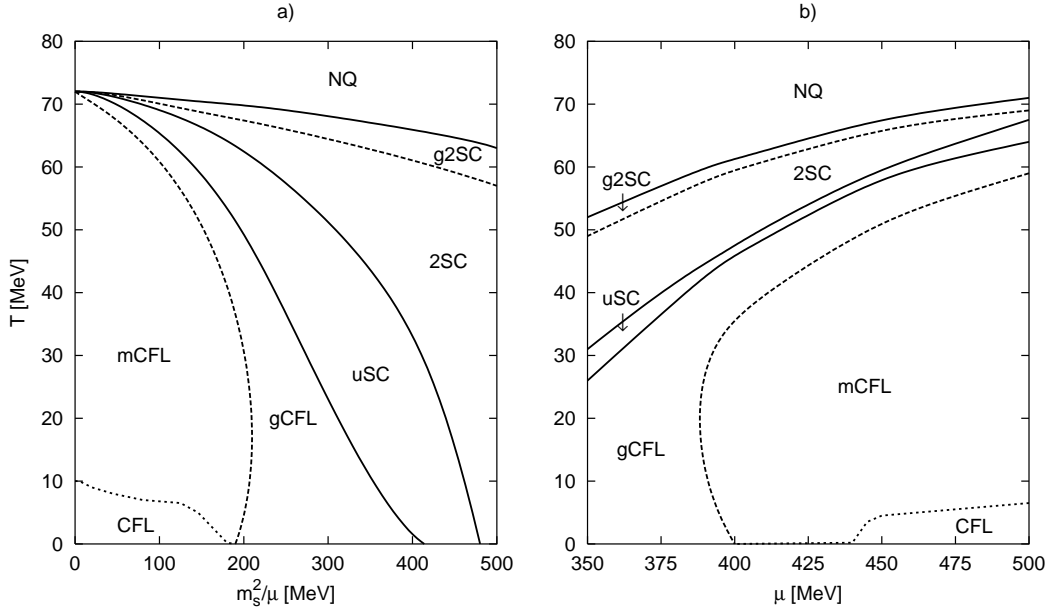 a)
80
70
60
50
40
30
20
10
0
T [MeV]
0 100 200 300 400 500
m_s^2/μ [MeV]
NQ
g2SC
2SC
mCFL
uSC
gCFL
CFL
b)
80
70
60
50
40
30
20
10
0
350 375 400 425 450 475 500
μ [MeV]
NQ
g2SC
2SC
uSC
mCFL
gCFL
CFL